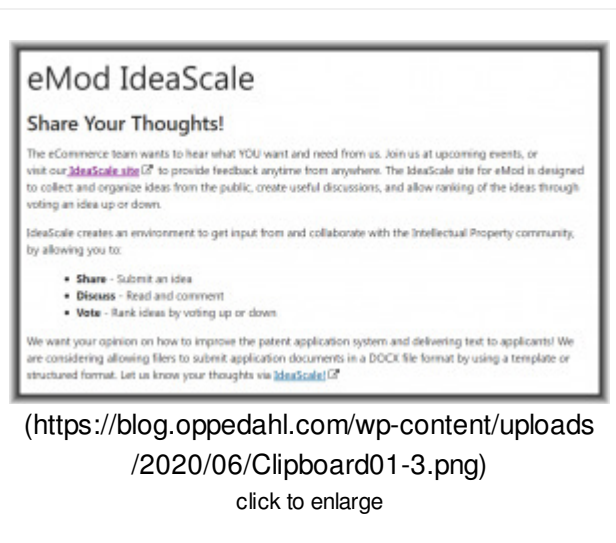 eMod IdeaScale
Share Your Thoughts!
The eCommerce team wants to hear what YOU want and need from us. Join us at upcoming events, or
visit our IdeaScale site to provide feedback anytime from anywhere. The IdeaScale site for eMod is designed
to collect and organize ideas from the public, create useful discussions, and allow ranking of the ideas through
voting an idea up or down.
IdeaScale creates an environment to get input from and collaborate with the Intellectual Property community,
by allowing you to:
• Share - Submit an idea
• Discuss - Read and comment
• Vote - Rank ideas by voting up or down
We want your opinion on how to improve the patent application system and delivering text to applicants! We
are considering allowing filers to submit application documents in a DOCX file format by using a template or
structured format. Let us know your thoughts via IdeaScale!
(https://blog.oppedahl.com/wp-content/uploads
/2020/06/Clipboard01-3.png)
click to enlarge